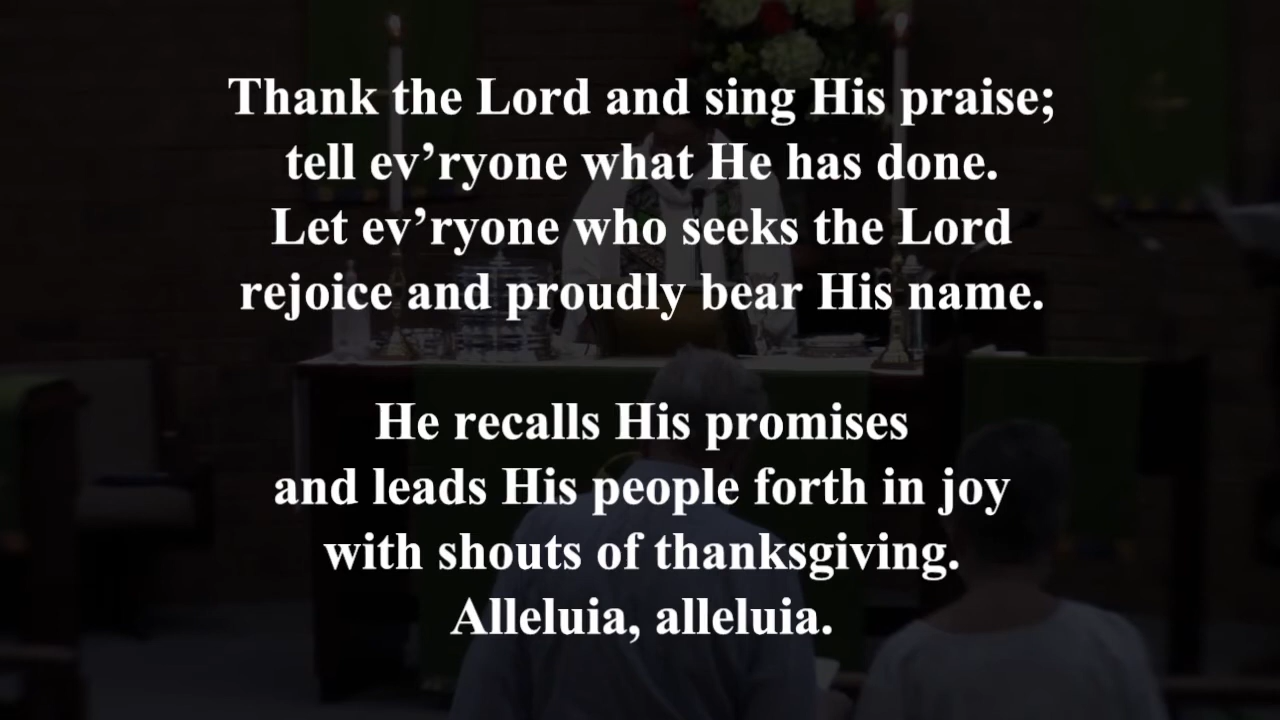 Thank the Lord and sing His praise;
tell ev’ryone what He has done.
Let ev’ryone who seeks the Lord
rejoice and proudly bear His name.
He recalls His promises
and leads His people forth in joy
with shouts of thanksgiving.
Alleluia, alleluia.